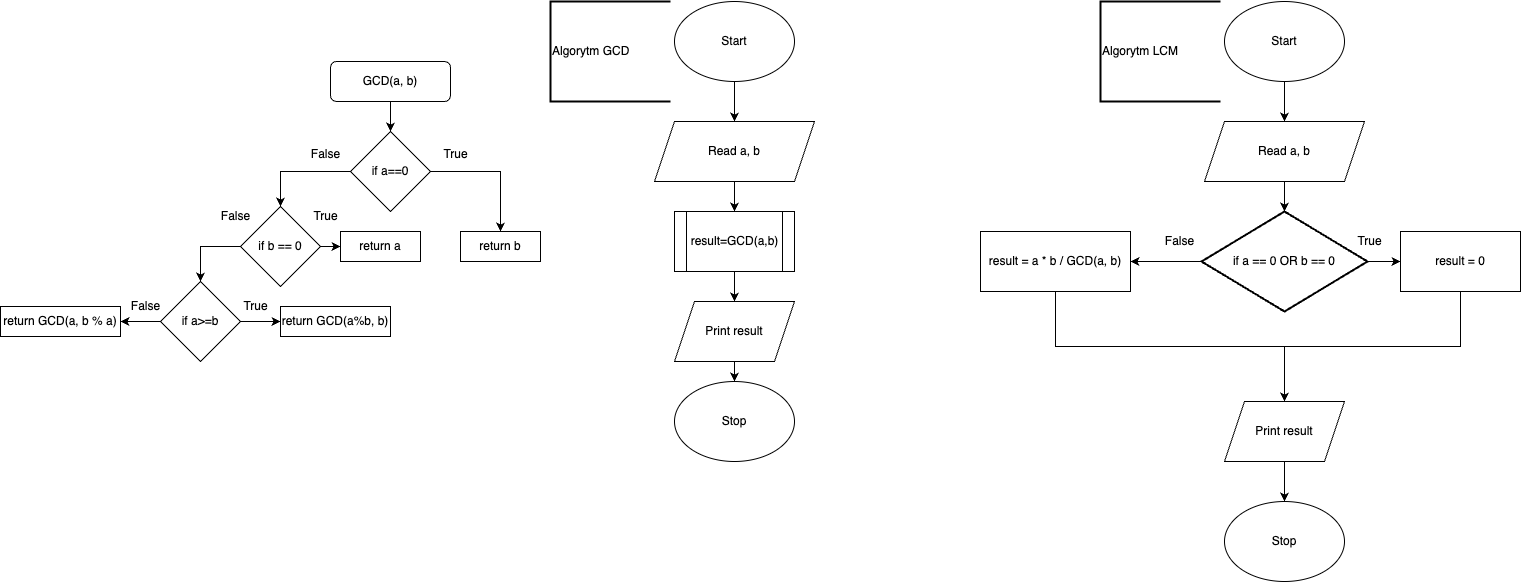 GCD(a, b)
if a==0
False
True
if b == 0
False
True
return a
return b
if a>=b
False
True
return GCD(a, b % a)
return GCD(a%b, b)
Algorytm GCD
Start
Read a, b
result=GCD(a,b)
Print result
Stop
Algorytm LCM
Start
Read a, b
if a == 0 OR b == 0
False
True
result = a * b / GCD(a, b)
result = 0
Print result
Stop